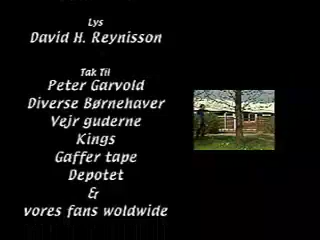 Lys
David H. Reynisson
Tak Til
Peter Garvold
Diverse Børnehaver
Vejr guderne
Kings
Gaffer tape
Depotet
&
vores fans woldwide